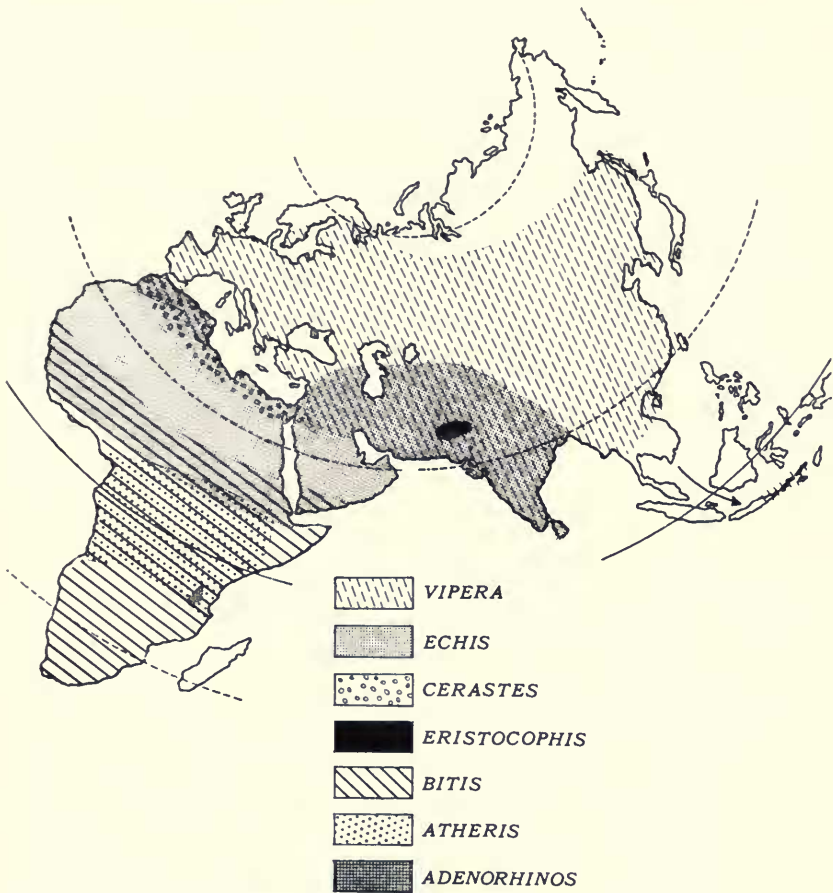 VIPERA
ECHIS
CERASTES
ERISTOCOPHIS
BITIS
ATHERIS
ADENORHINOS